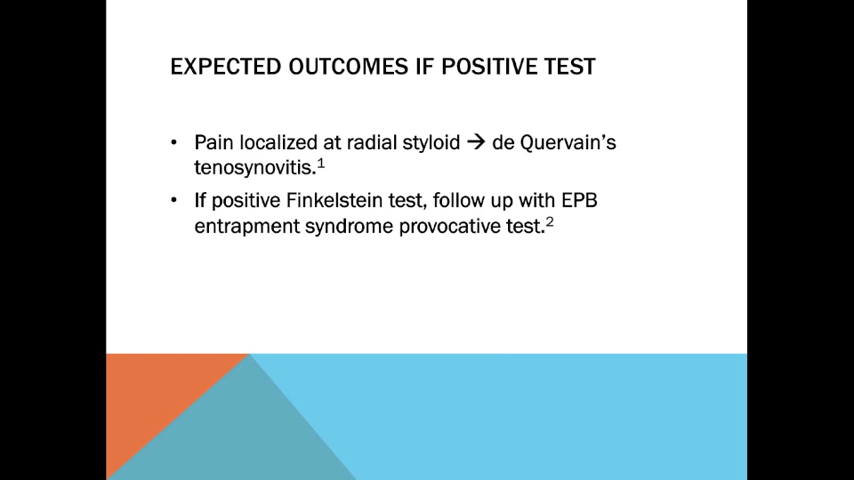 EXPECTED OUTCOMES IF POSITIVE TEST
• Pain localized at radial styloid → de Quervain's
tenosynovitis.¹
• If positive Finkelstein test, follow up with EPB
entrapment syndrome provocative test.²